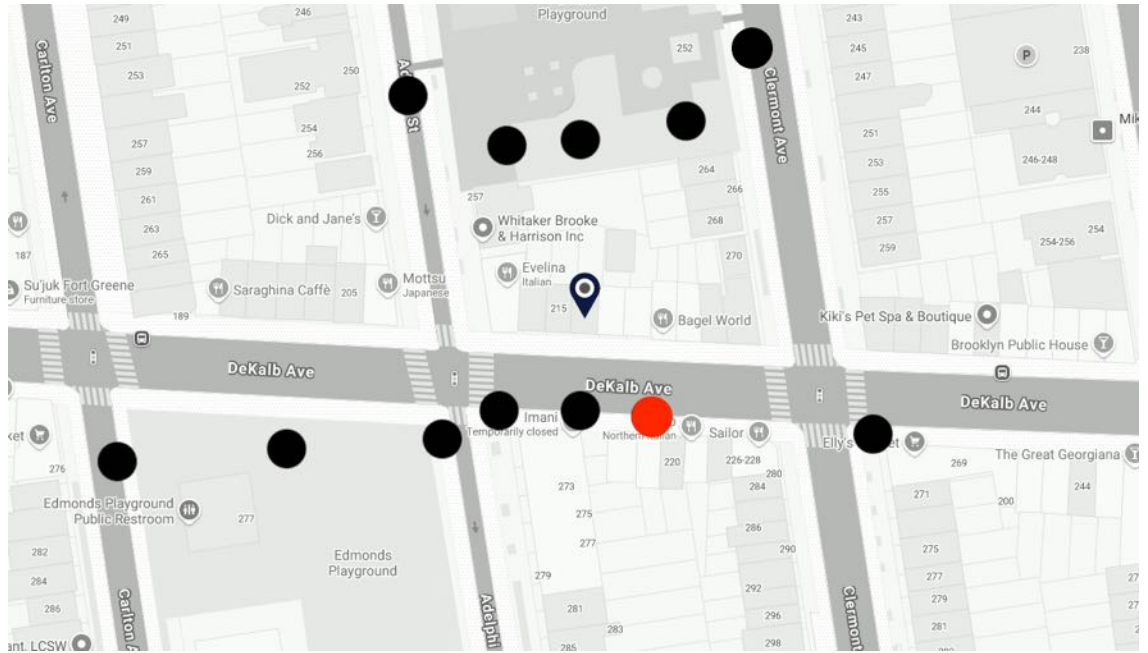 Playground
249
246
251
253
250
252
254
256
257
259
261
263
265
Carlton Ave
252
243
245
247
238
P
244
Mik
246-248
251
253
255
257
259
254
254-256
Clermont Ave
St
257
264
266
268
270
Dick and Jane's
Whitaker Brooke
& Harrison Inc
Evelina
Italian
215
Mottsu
Japanese
Saraghina Caffè
205
187
Su'juk Fort Greene
Furniture store
189
Bagel World
Kiki's Pet Spa & Boutique
Brooklyn Public House
DeKalb Ave
DeKalb Ave
DeKalb Ave
Imani
Temporarily closed
Northern Italian
Sailor
220
226-228
280
284
286
290
292
296
298
Elly's
269
The Great Georgiana
244
200
271
275
277
279
281
276
Edmonds Playground
Public Restroom
277
Edmonds
Playground
282
284
286
273
275
277
279
281
283
285
Adelphi
Clermont
Carlton A
ant, LCSW